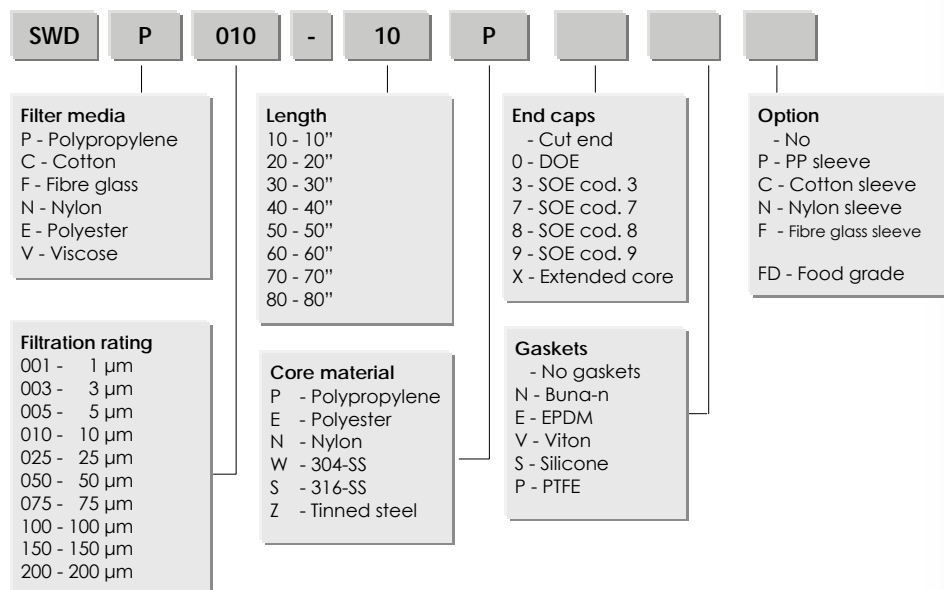 SWD P 010 - 10 P
Filter media
P - Polypropylene
C - Cotton
F - Fibre glass
N - Nylon
E - Polyester
V - Viscose
Length
10 - 10”
20 - 20”
30 - 30”
40 - 40”
50 - 50”
60 - 60”
70 - 70”
80 - 80”
End caps
- Cut end
0 - DOE
3 - SOE cod. 3
7 - SOE cod. 7
8 - SOE cod. 8
9 - SOE cod. 9
X - Extended core
Option
- No
P - PP sleeve
C - Cotton sleeve
N - Nylon sleeve
F - Fibre glass sleeve
FD - Food grade
Filtration rating
001 - 1 µm
003 - 3 µm
005 - 5 µm
010 - 10 µm
025 - 25 µm
050 - 50 µm
075 - 75 µm
100 - 100 µm
150 - 150 µm
200 - 200 µm
Core material
P - Polypropylene
E - Polyester
N - Nylon
W - 304-SS
S - 316-SS
Z - Tinned steel
Gaskets
- No gaskets
N - Buna-n
E - EPDM
V - Viton
S - Silicone
P - PTFE